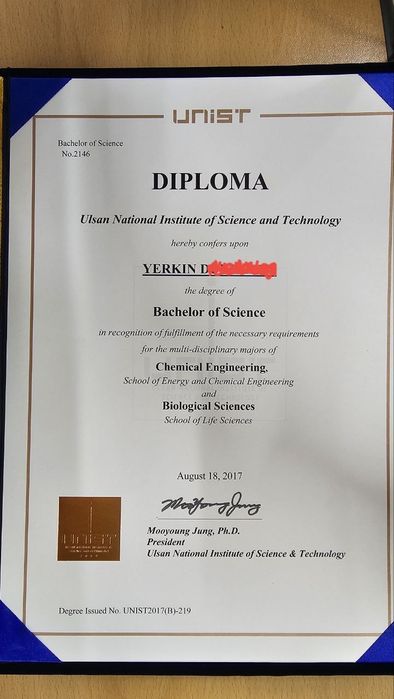 UNIST
Bachelor of Science
No.2146
DIPLOMA
Ulsan National Institute of Science and Technology
hereby confers upon
YERKIN D
the degree of
Bachelor of Science
in recognition of fulfillment of the necessary requirements
for the multi-disciplinary majors of
Chemical Engineering,
School of Energy and Chemical Engineering
and
Biological Sciences
School of Life Sciences
August 18, 2017
Mooyoung Jung
Mooyoung Jung, Ph.D.
President
Ulsan National Institute of Science & Technology
UNIST
Degree Issued No. UNIST2017(B)-219